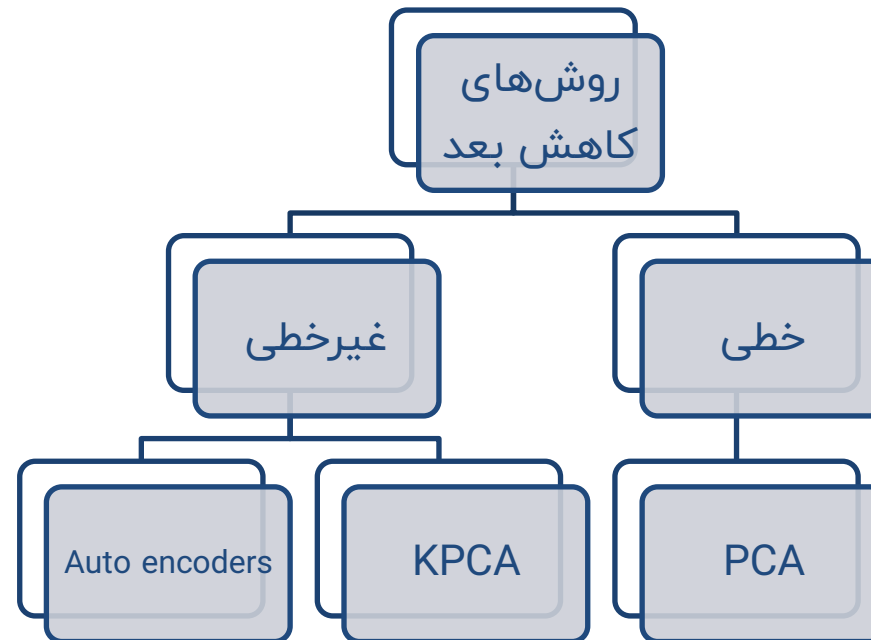 روش‌های
کاهش بعد
خطی
غیرخطی
PCA
KPCA
Auto encoders